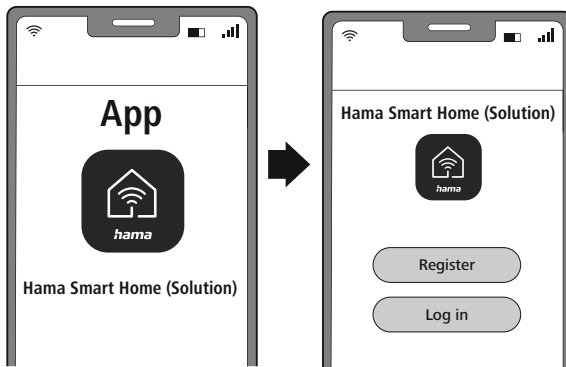 App
hama
Hama Smart Home (Solution)
Hama Smart Home (Solution)
hama
Register
Log in